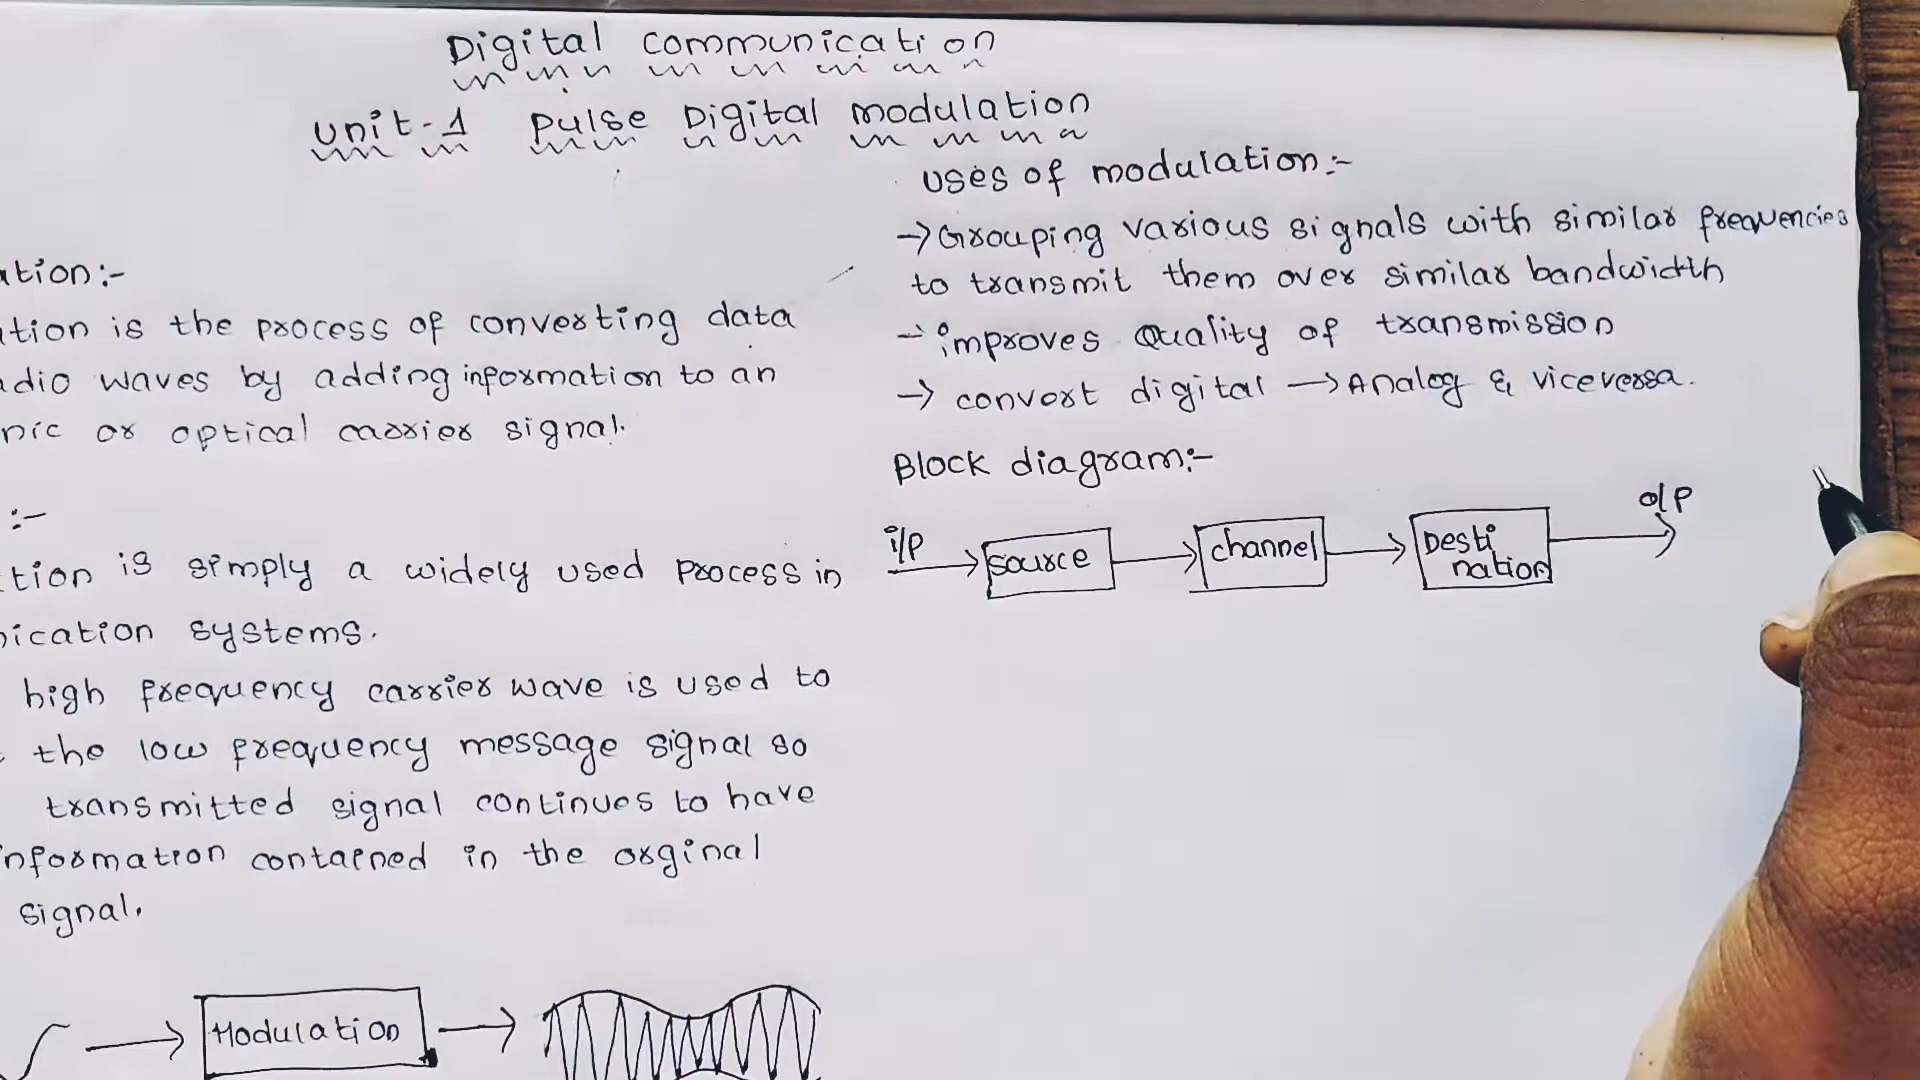 Digital communication
unit-1 pulse Digital modulation
ation:-
ation is the process of converting data
adio waves by adding information to an
nic or optical carrier signal.
:-
tion is simply a widely used process in
nication systems.
high frequency carrier wave is used to
the low frequency message signal so
transmitted signal continues to have
information contained in the orginal
signal.
Modulation
uses of modulation:-
→ Grouping various signals with similar frequencies
to transmit them over similar bandwidth
→ improves Quality of transmission
→ convert digital → Analog & viceversa.
Block diagram:-
i/p source channel Desti o/p
nation